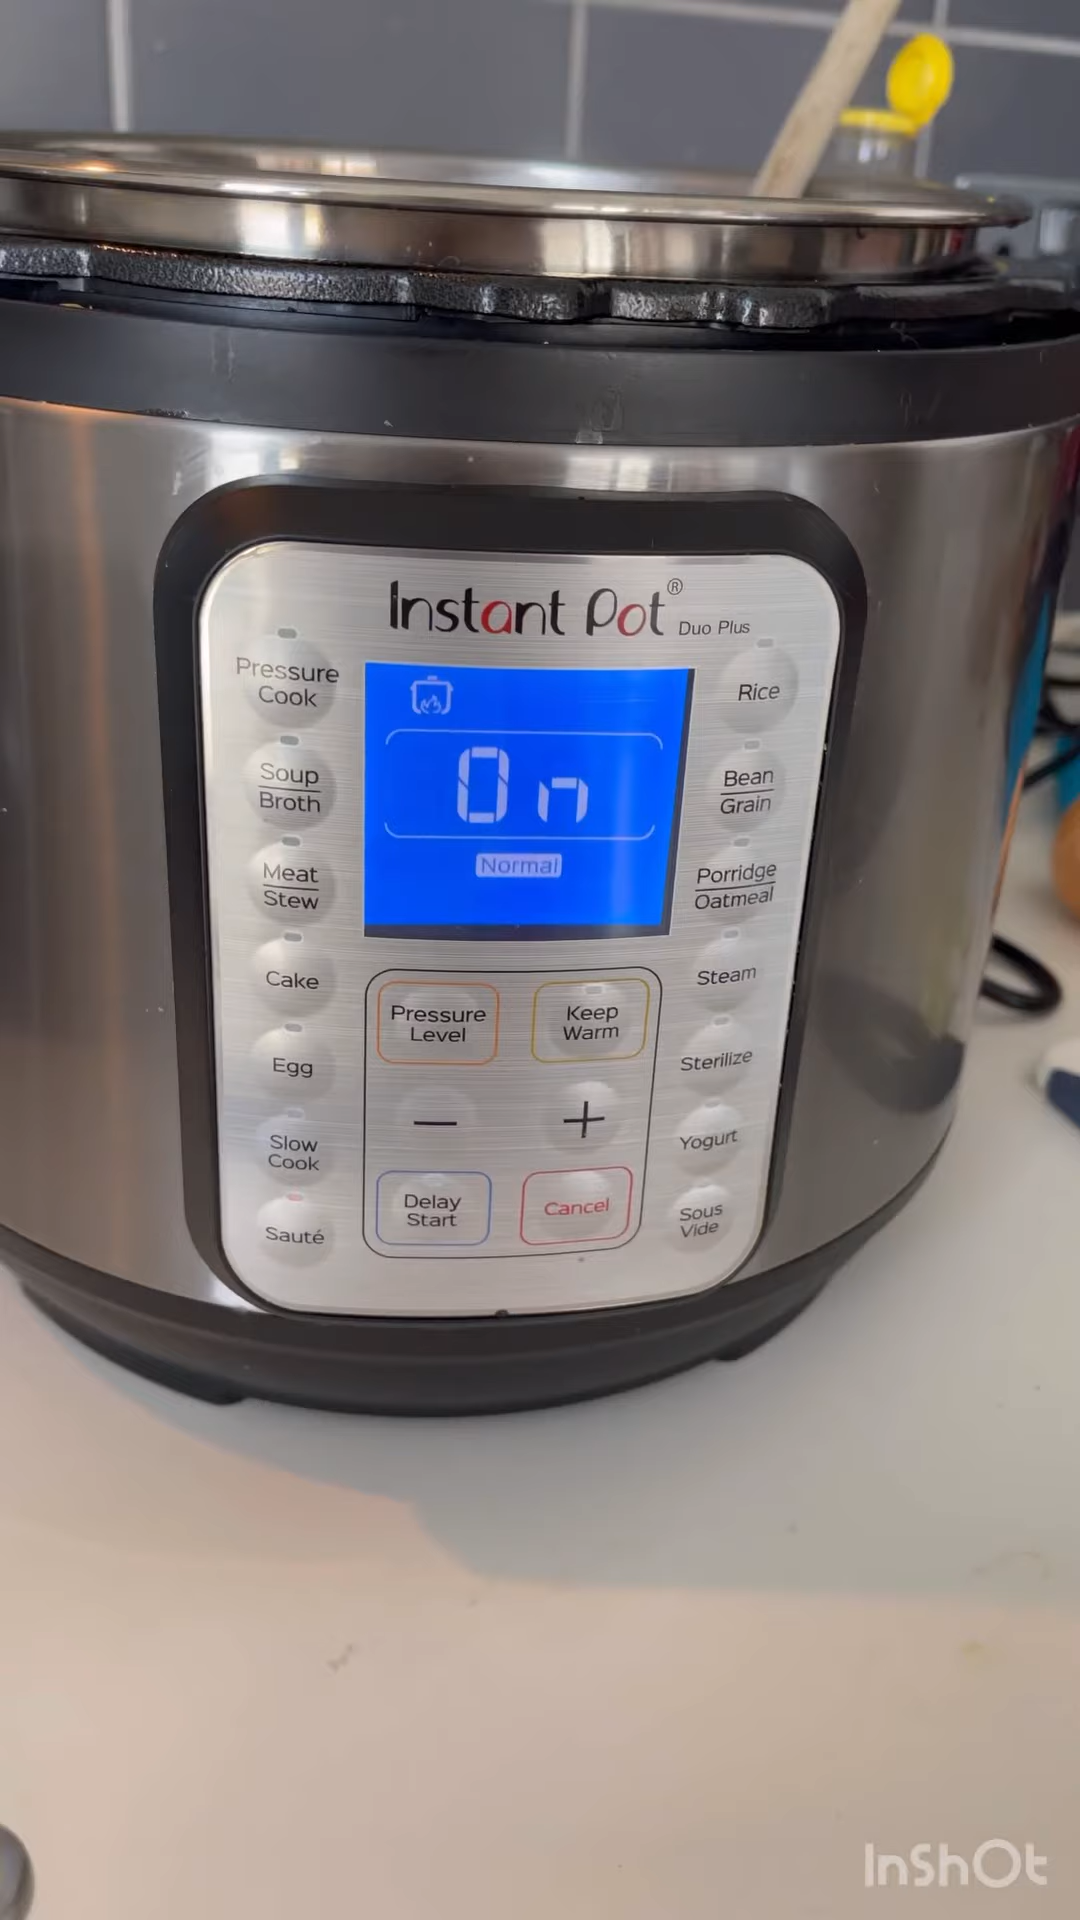 Instant Pot® Duo Plus
Pressure
Cook
Soup
Broth
Meat
Stew
Cake
Egg
Slow
Cook
Sauté
On
Normal
Pressure
Level
Keep
Warm
−
+
Delay
Start
Cancel
Rice
Bean
Grain
Porridge
Oatmeal
Steam
Sterilize
Yogurt
Sous
Vide
InShOt